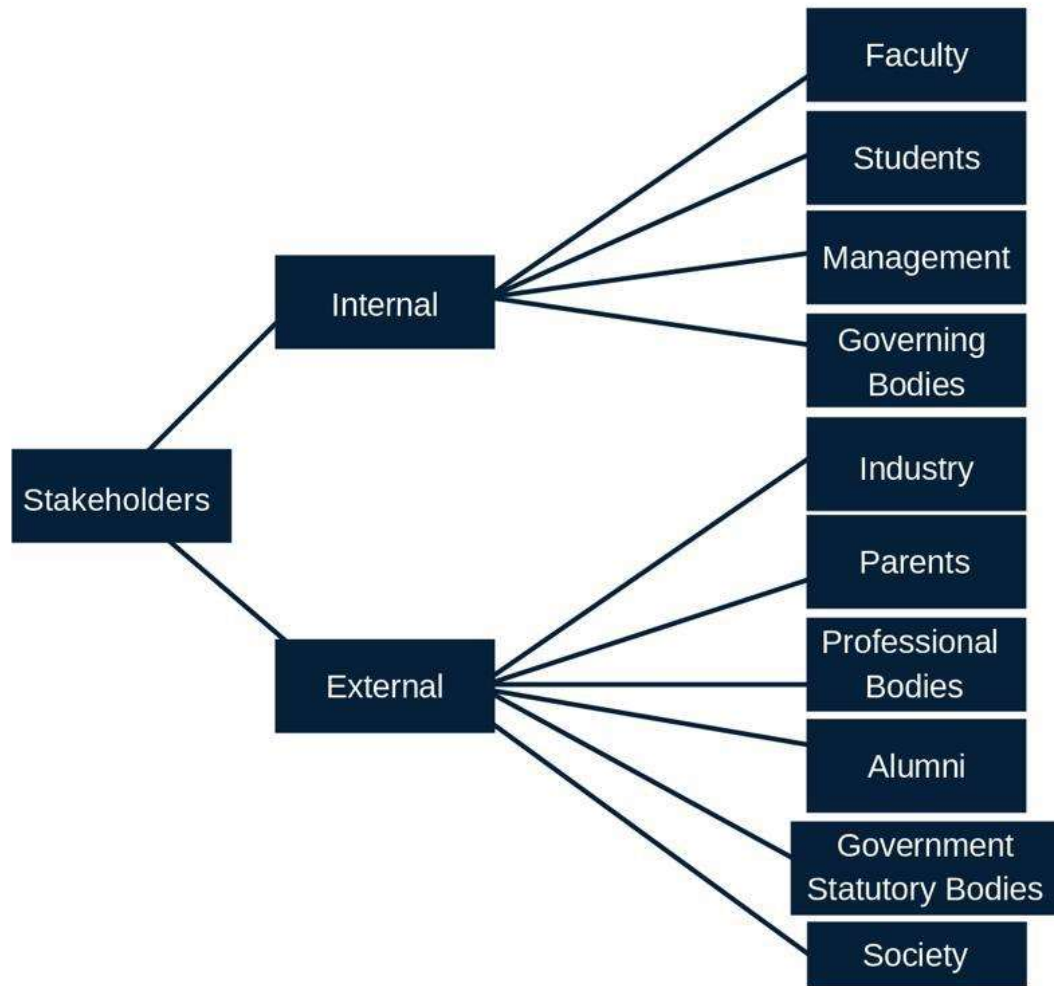 Faculty
Students
Management
Internal
Governing
Bodies
Industry
Stakeholders
Parents
Professional
Bodies
External
Alumni
Government
Statutory Bodies
Society